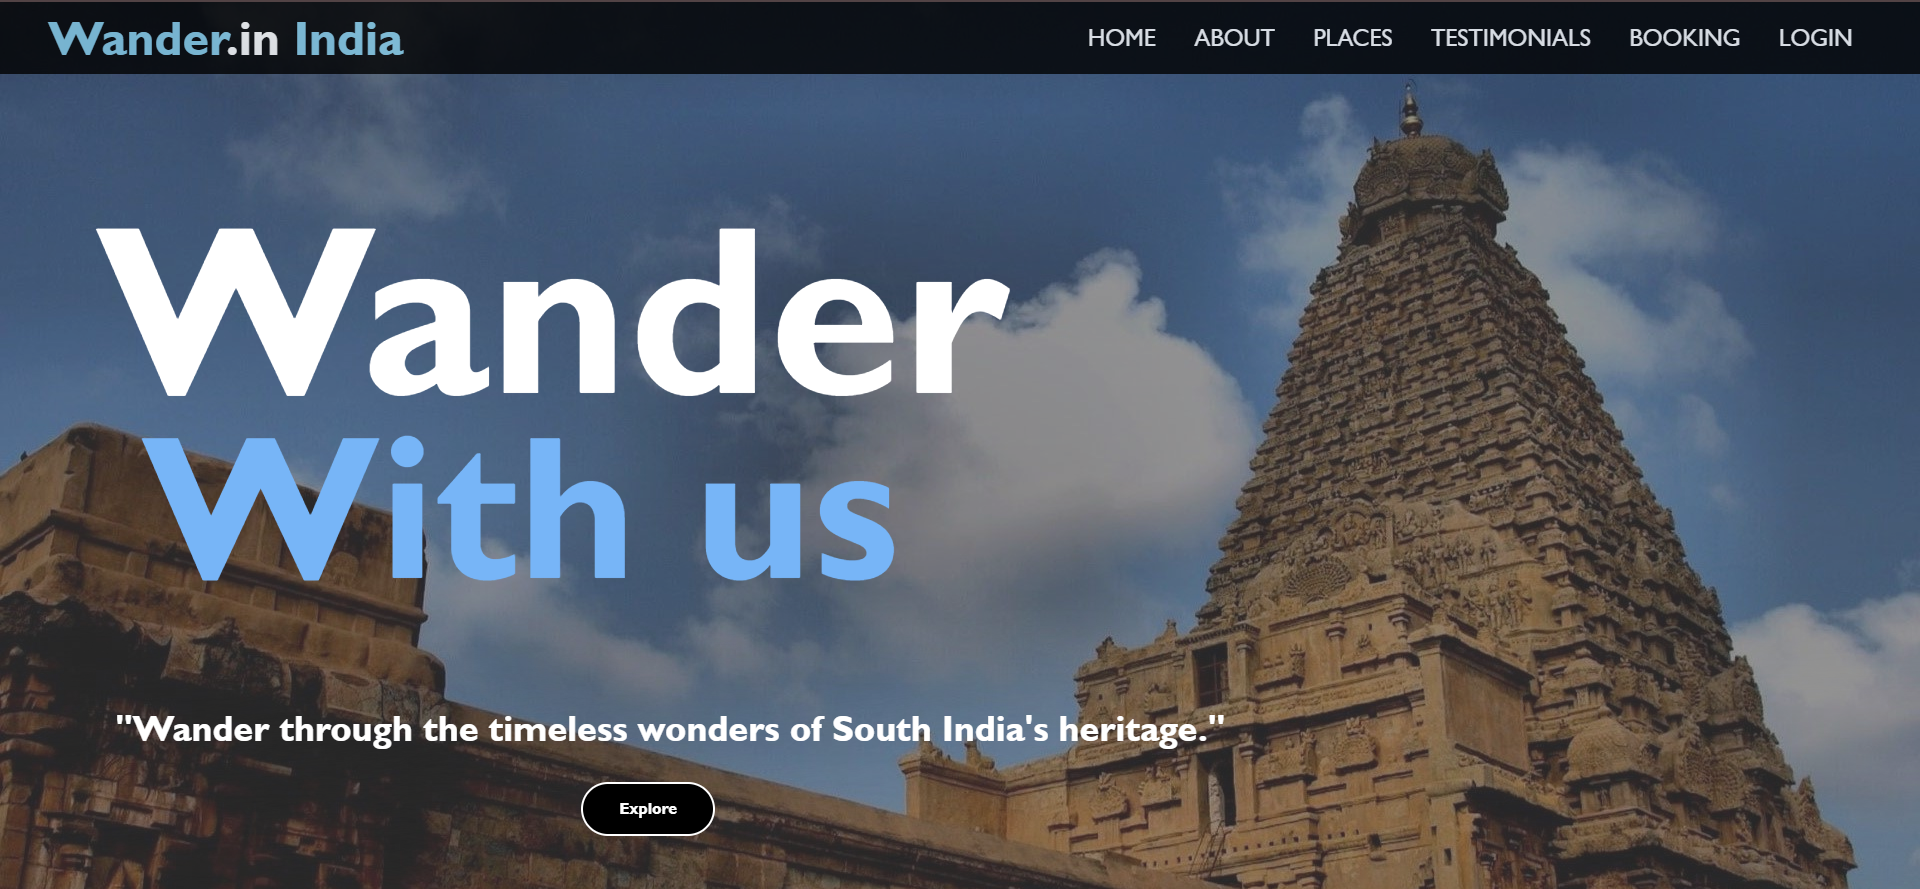 Wander.in India
HOME ABOUT PLACES TESTIMONIALS BOOKING LOGIN
Wander
With us
"Wander through the timeless wonders of South India's heritage."
Explore